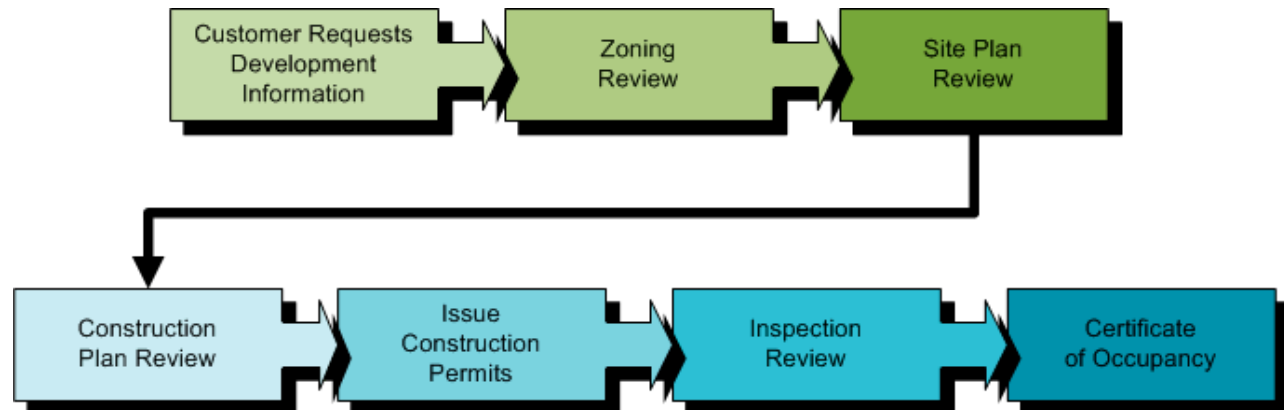 Customer Requests
Development
Information
Zoning
Review
Site Plan
Review
Construction
Plan Review
Issue
Construction
Permits
Inspection
Review
Certificate
of Occupancy